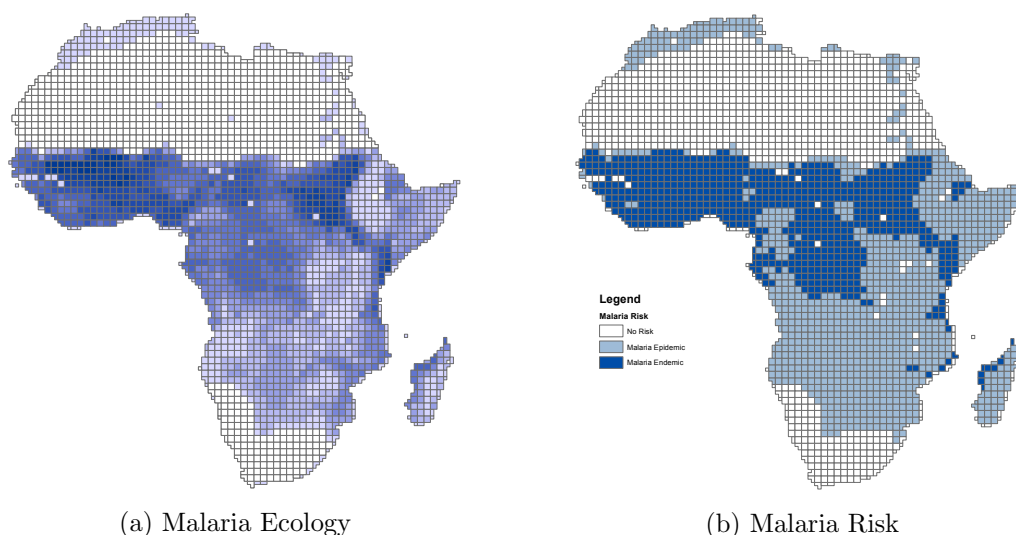 Legend
Malaria Risk
No Risk
Malaria Epidemic
Malaria Endemic
(a) Malaria Ecology
(b) Malaria Risk